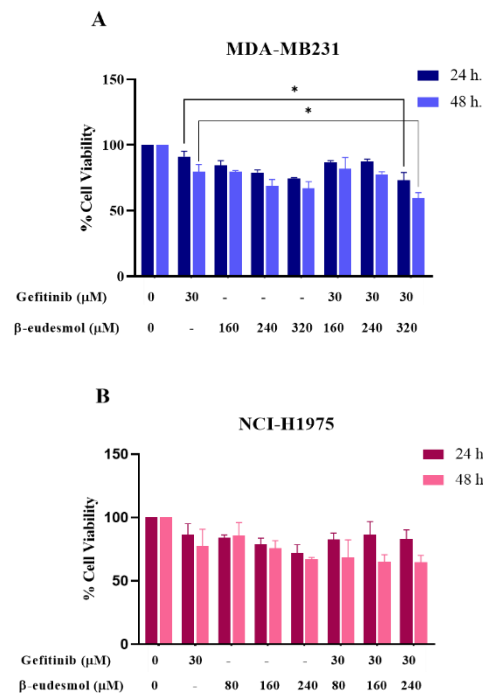 A
MDA-MB231
24 h.
48 h.
% Cell Viability
150
100
50
0
*
*
Gefitinib (µM) 0 30 - - - 30 30 30
β-eudesmol (µM) 0 - 160 240 320 160 240 320
B
NCI-H1975
24 h
48 h
% Cell Viability
150
100
50
0
Gefitinib (µM) 0 30 - - - 30 30 30
β-eudesmol (µM) 0 - 80 160 240 80 160 240